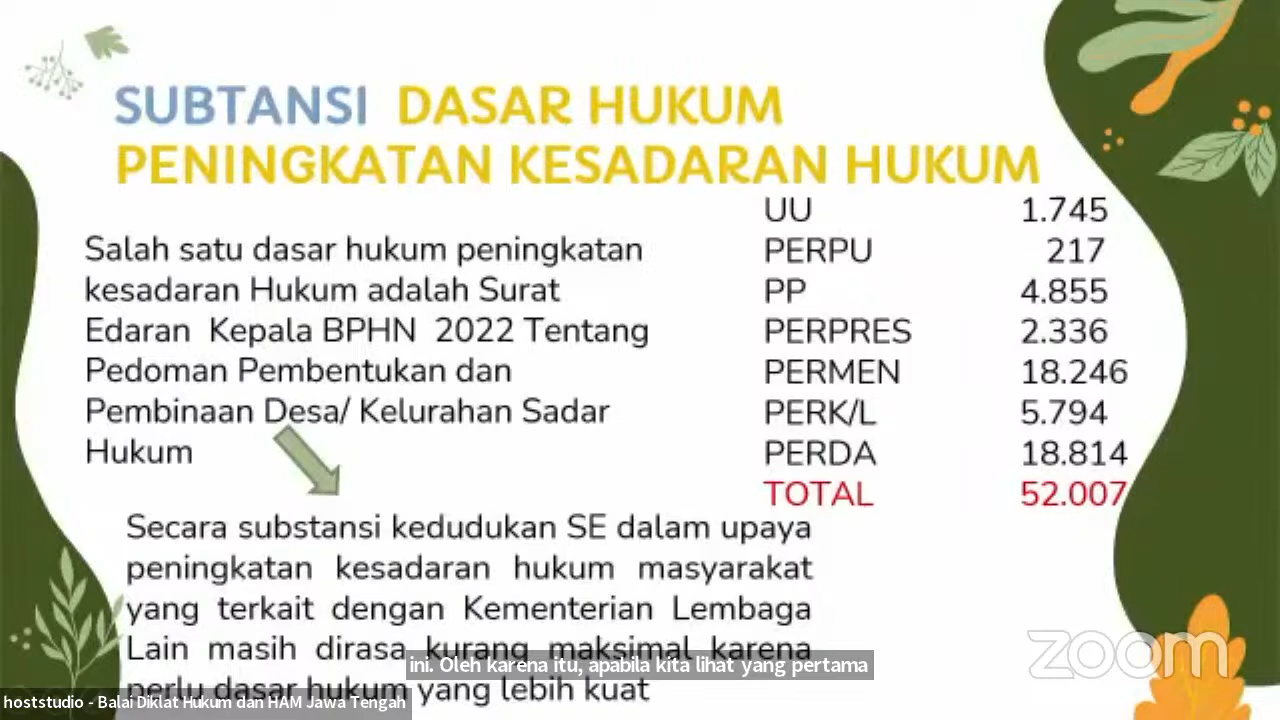 SUBTANSI DASAR HUKUM
PENINGKATAN KESADARAN HUKUM
Salah satu dasar hukum peningkatan
kesadaran Hukum adalah Surat
Edaran Kepala BPHN 2022 Tentang
Pedoman Pembentukan dan
Pembinaan Desa/ Kelurahan Sadar
Hukum
UU 1.745
PERPU 217
PP 4.855
PERPRES 2.336
PERMEN 18.246
PERK/L 5.794
PERDA 18.814
TOTAL 52.007
Secara substansi kedudukan SE dalam upaya
peningkatan kesadaran hukum masyarakat
yang terkait dengan Kementerian Lembaga
Lain masih dirasa kurang maksimal karena
perlu dasar hukum yang lebih kuat
ini. Oleh karena itu, apabila kita lihat yang pertama
zoom
hoststudio - Balai Diklat Hukum dan HAM Jawa Tengah